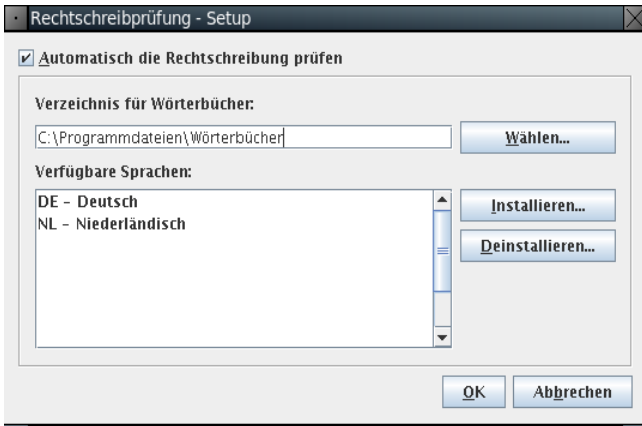 Rechtschreibprüfung - Setup
Automatisch die Rechtschreibung prüfen
Verzeichnis für Wörterbücher:
C:\Programmdateien\Wörterbücher
Wählen...
Verfügbare Sprachen:
DE - Deutsch
NL - Niederländisch
Installieren...
Deinstallieren...
OK
Abbrechen